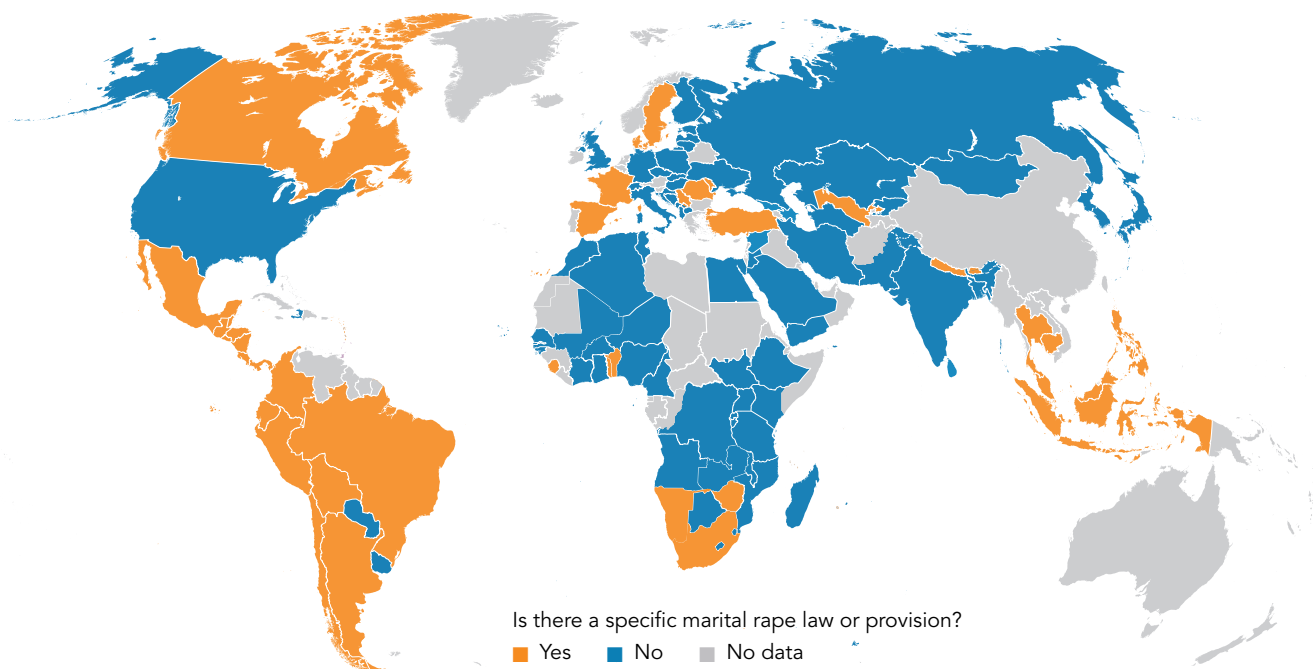 Is there a specific marital rape law or provision?
Yes No No data